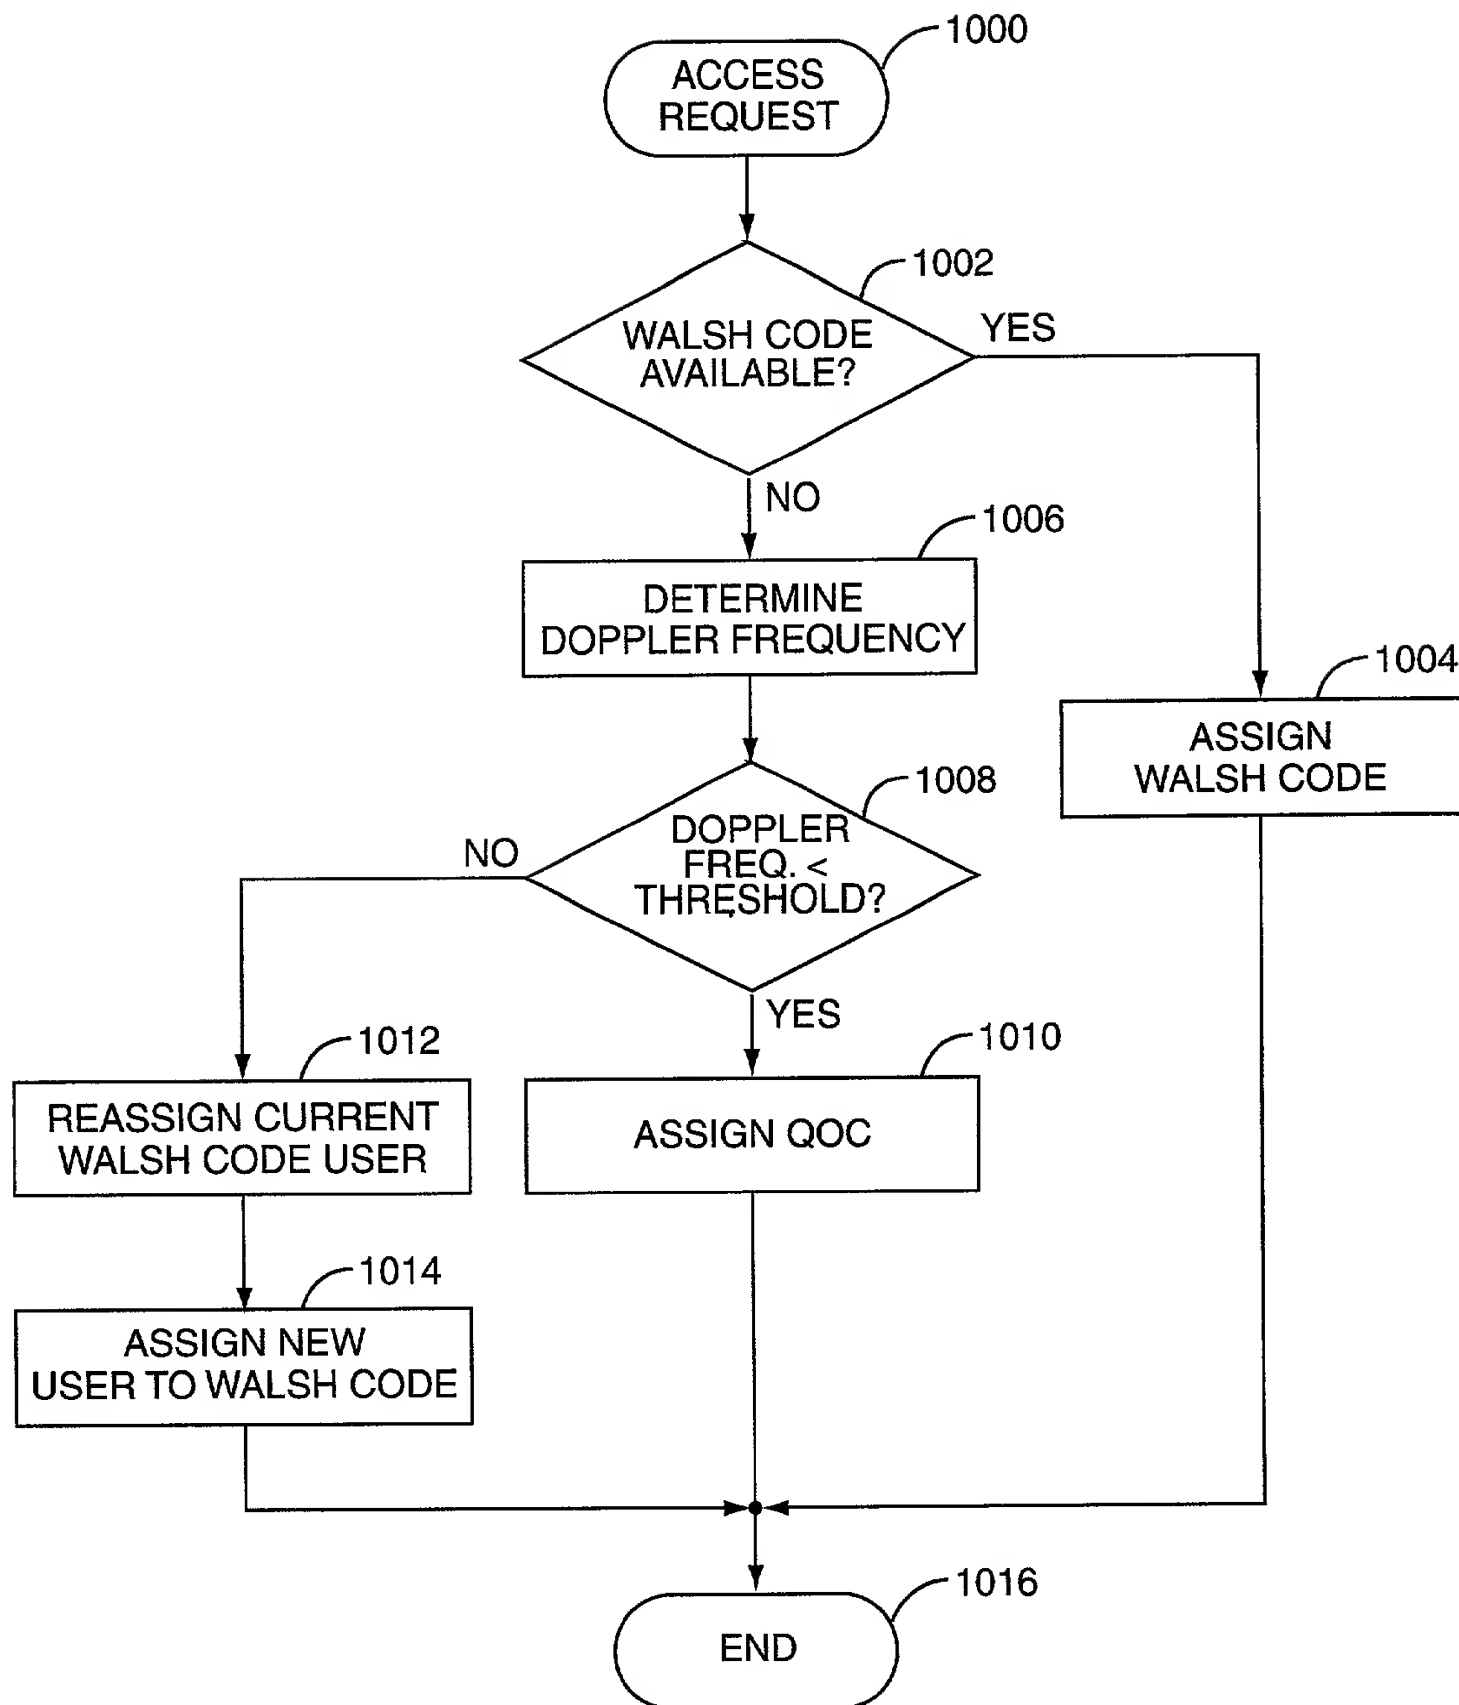 1000
ACCESS
REQUEST
1002
WALSH CODE
AVAILABLE?
YES
NO
1006
DETERMINE
DOPPLER FREQUENCY
1004
ASSIGN
WALSH CODE
1008
DOPPLER
FREQ. <
THRESHOLD?
NO
YES
1012
REASSIGN CURRENT
WALSH CODE USER
1010
ASSIGN QOC
1014
ASSIGN NEW
USER TO WALSH CODE
1016
END